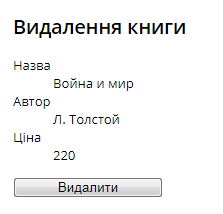 Видалення книги
Назва
Война и мир
Автор
Л. Толстой
Ціна
220
Видалити